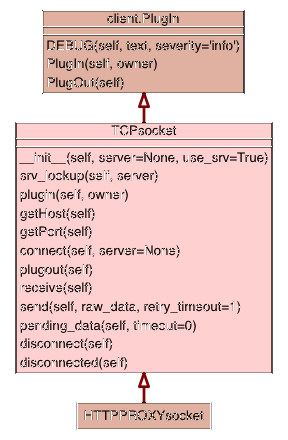 client.PlugIn
DEBUG(self, text, severity='info')
PlugIn(self, owner)
PlugOut(self)
TCPsocket
__init__(self, server=None, use_srv=True)
srv_lookup(self, server)
plugin(self, owner)
getHost(self)
getPort(self)
connect(self, server=None)
plugout(self)
receive(self)
send(self, raw_data, retry_timeout=1)
pending_data(self, timeout=0)
disconnect(self)
disconnected(self)
HTTPPROXYsocket